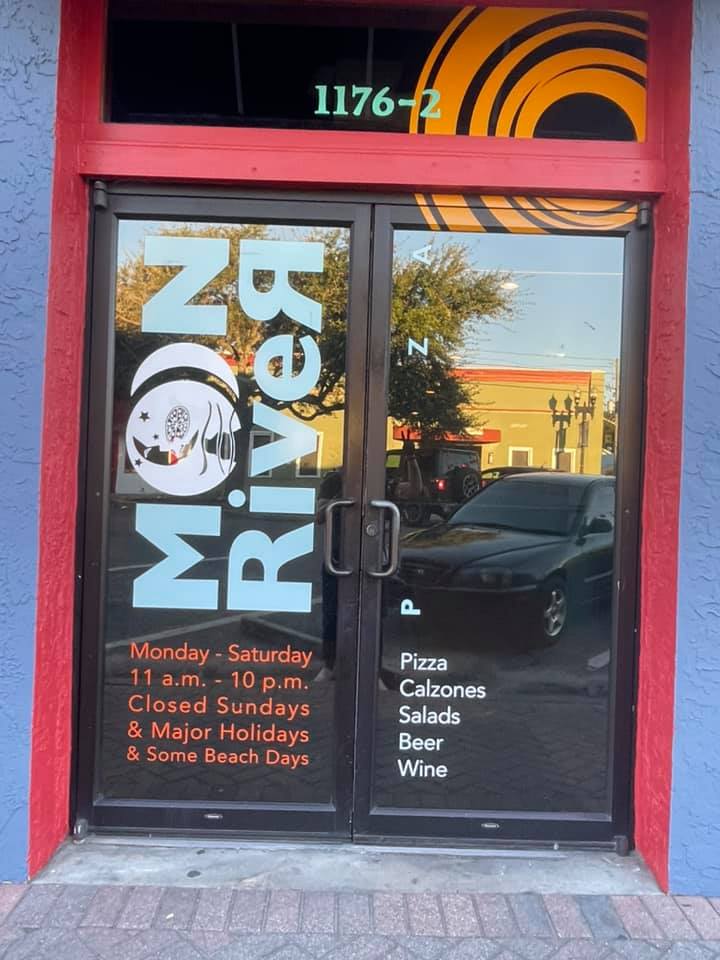 1176-2
MOON
RiveR
P Z A
Monday - Saturday
11 a.m. - 10 p.m.
Closed Sundays
& Major Holidays
& Some Beach Days
Pizza
Calzones
Salads
Beer
Wine